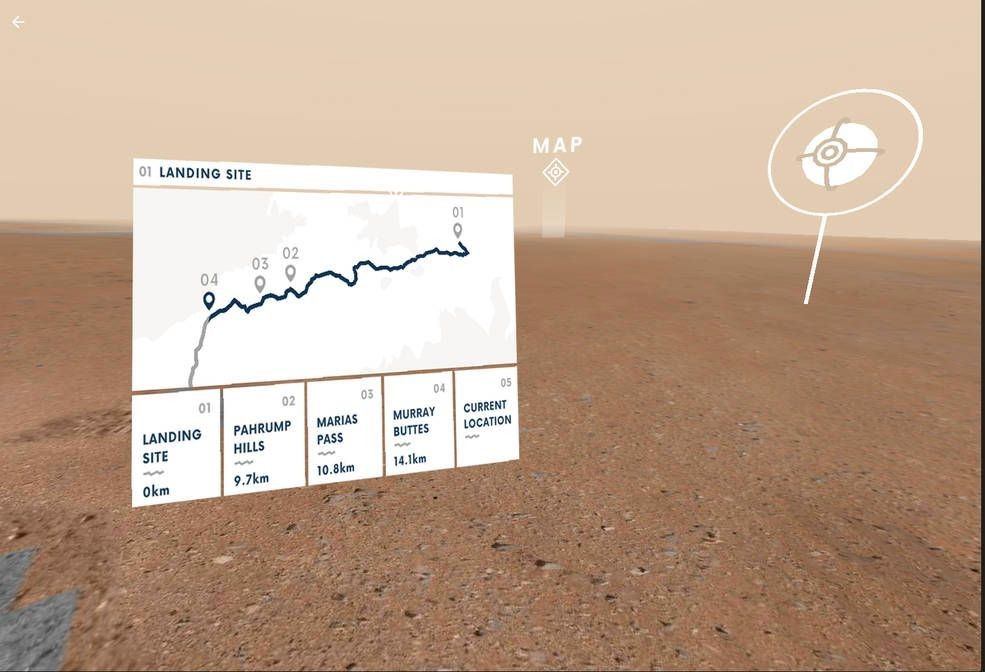 MAP
01 LANDING SITE
01
02
03
04
01
LANDING
SITE
0km
02
PAHRUMP
HILLS
9.7km
03
MARIAS
PASS
10.8km
04
MURRAY
BUTTES
14.1km
05
CURRENT
LOCATION